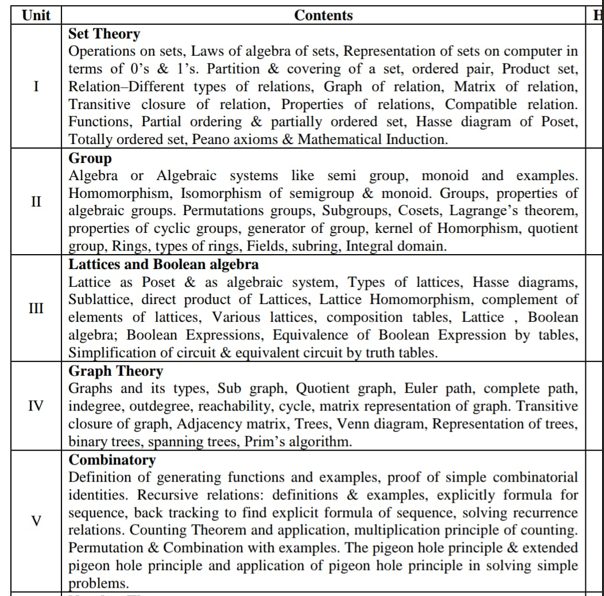 Unit Contents H
Set Theory
Operations on sets, Laws of algebra of sets, Representation of sets on computer in
terms of 0's & 1's. Partition & covering of a set, ordered pair, Product set,
I Relation–Different types of relations, Graph of relation, Matrix of relation,
Transitive closure of relation, Properties of relations, Compatible relation.
Functions, Partial ordering & partially ordered set, Hasse diagram of Poset,
Totally ordered set, Peano axioms & Mathematical Induction.
Group
Algebra or Algebraic systems like semi group, monoid and examples.
II Homomorphism, Isomorphism of semigroup & monoid. Groups, properties of
algebraic groups. Permutations groups, Subgroups, Cosets, Lagrange's theorem,
properties of cyclic groups, generator of group, kernel of Homorphism, quotient
group, Rings, types of rings, Fields, subring, Integral domain.
Lattices and Boolean algebra
Lattice as Poset & as algebraic system, Types of lattices, Hasse diagrams,
Sublattice, direct product of Lattices, Lattice Homomorphism, complement of
III elements of lattices, Various lattices, composition tables, Lattice , Boolean
algebra; Boolean Expressions, Equivalence of Boolean Expression by tables,
Simplification of circuit & equivalent circuit by truth tables.
Graph Theory
Graphs and its types, Sub graph, Quotient graph, Euler path, complete path,
IV indegree, outdegree, reachability, cycle, matrix representation of graph. Transitive
closure of graph, Adjacency matrix, Trees, Venn diagram, Representation of trees,
binary trees, spanning trees, Prim's algorithm.
Combinatory
Definition of generating functions and examples, proof of simple combinatorial
identities. Recursive relations: definitions & examples, explicitly formula for
sequence, back tracking to find explicit formula of sequence, solving recurrence
V relations. Counting Theorem and application, multiplication principle of counting.
Permutation & Combination with examples. The pigeon hole principle & extended
pigeon hole principle and application of pigeon hole principle in solving simple
problems.